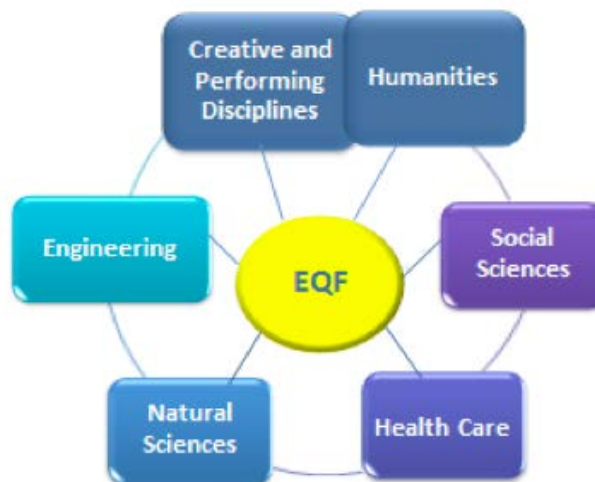 Creative and
Performing
Disciplines
Humanities
Engineering
EQF
Social
Sciences
Natural
Sciences
Health Care